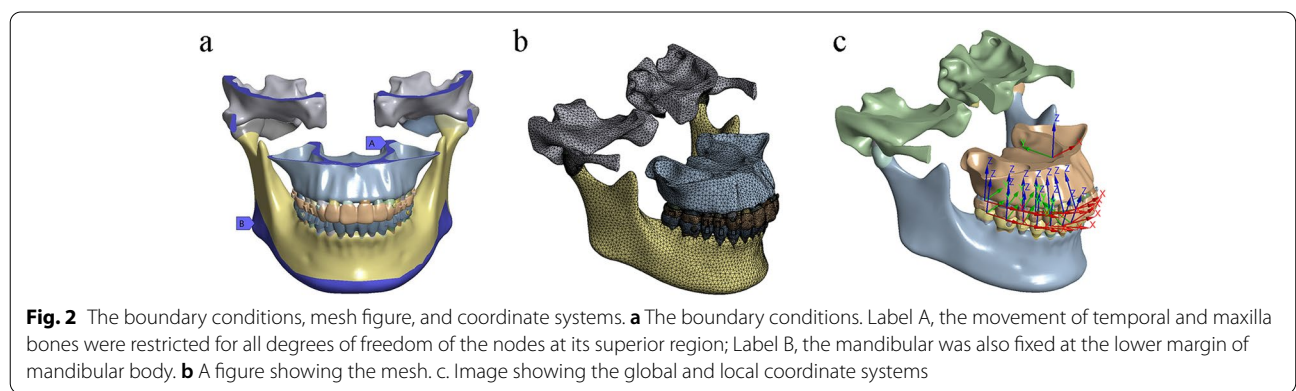 a
b
c
A
B
Z
Z Z Z Z Z Z Z Z
X
X
X
Fig. 2 The boundary conditions, mesh figure, and coordinate systems. a The boundary conditions. Label A, the movement of temporal and maxilla
bones were restricted for all degrees of freedom of the nodes at its superior region; Label B, the mandibular was also fixed at the lower margin of
mandibular body. b A figure showing the mesh. c. Image showing the global and local coordinate systems